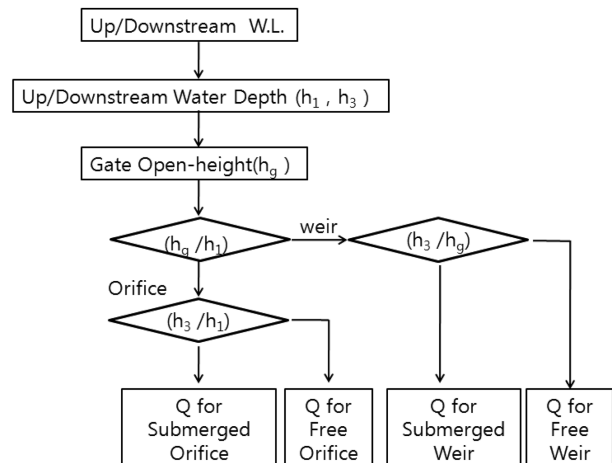 Up/Downstream W.L.
Up/Downstream Water Depth (h₁ , h₃ )
Gate Open-height(hg )
(hg /h₁)
weir
(h₃ /hg)
Orifice
(h₃ /h₁)
Q for
Submerged
Orifice
Q for
Free
Orifice
Q for
Submerged
Weir
Q for
Free
Weir